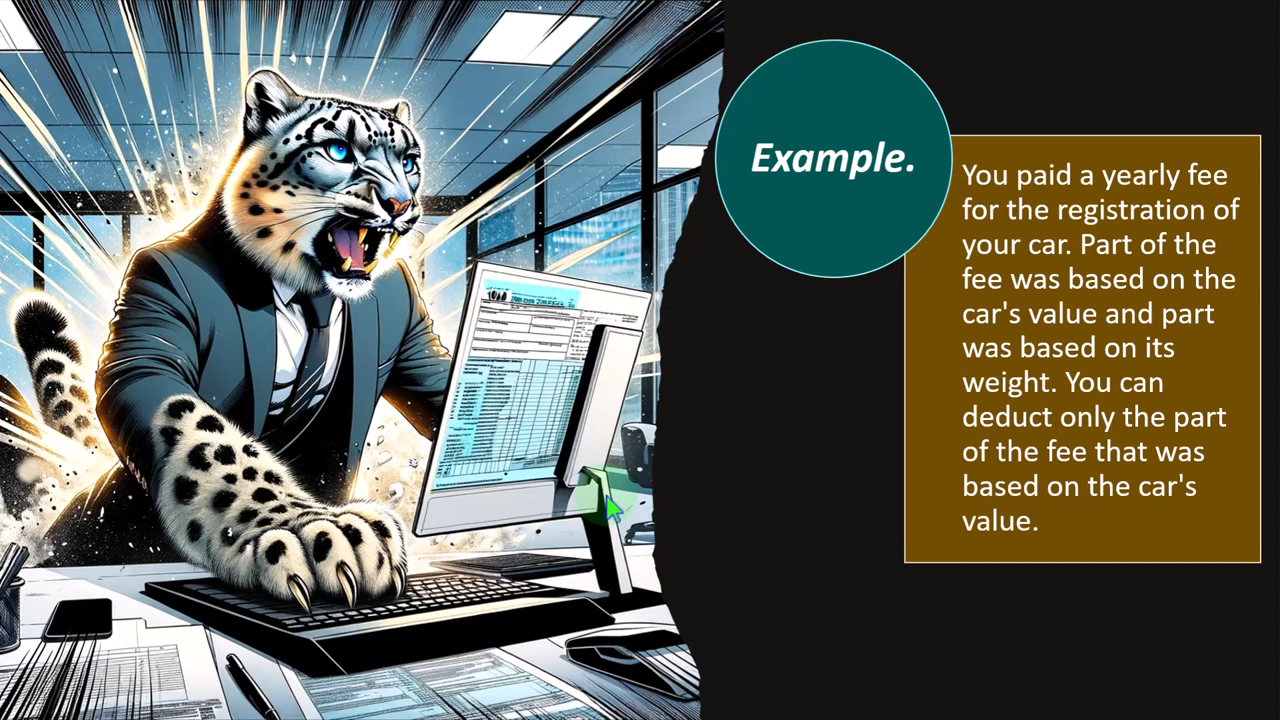 Example.
You paid a yearly fee
for the registration of
your car. Part of the
fee was based on the
car's value and part
was based on its
weight. You can
deduct only the part
of the fee that was
based on the car's
value.